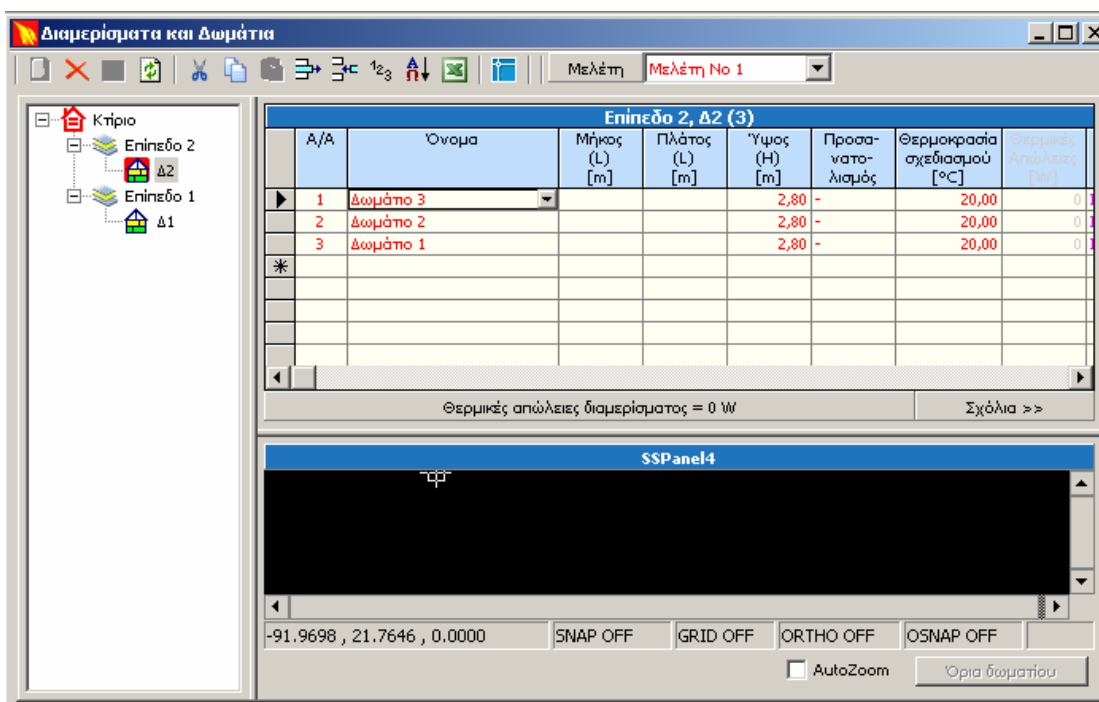 Διαμερίσματα και Δωμάτια
Μελέτη Μελέτη Νο 1
Κτίριο
Επίπεδο 2
Δ2
Επίπεδο 1
Δ1
Επίπεδο 2, Δ2 (3)
Α/Α Όνομα Μήκος (L) [m] Πλάτος (L) [m] Ύψος (H) [m] Προσα-νατο-λισμός Θερμοκρασία σχεδιασμού [°C] Θερμικές Απώλειες [W]
1 Δωμάτιο 3 2,80 - 20,00 0
2 Δωμάτιο 2 2,80 - 20,00 0
3 Δωμάτιο 1 2,80 - 20,00 0
Θερμικές απώλειες διαμερίσματος = 0 W Σχόλια >>
SSPanel4
-91.9698 , 21.7646 , 0.0000 SNAP OFF GRID OFF ORTHO OFF OSNAP OFF
AutoZoom Όρια δωματίου